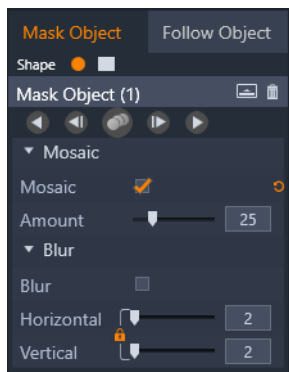 Mask Object Follow Object
Shape
Mask Object (1)
Mosaic
Mosaic
Amount 25
Blur
Blur
Horizontal 2
Vertical 2